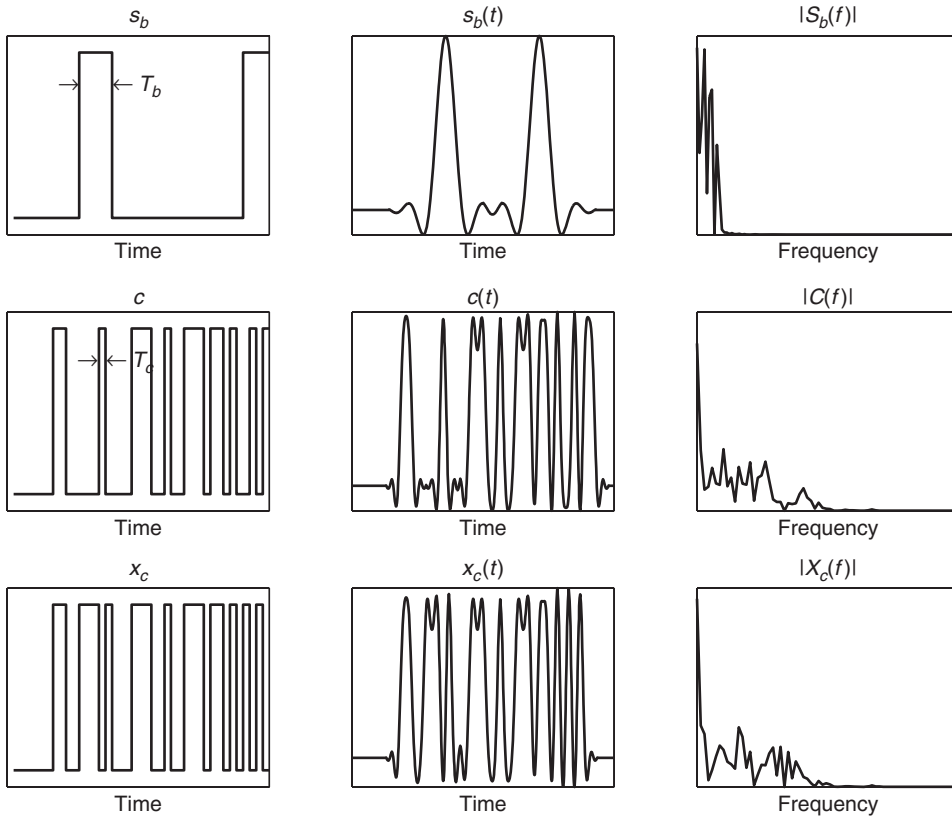 s_b
s_b(t)
|S_b(f)|
T_b
Time
Time
Frequency
c
c(t)
|C(f)|
T_c
Time
Time
Frequency
x_c
x_c(t)
|X_c(f)|
Time
Time
Frequency